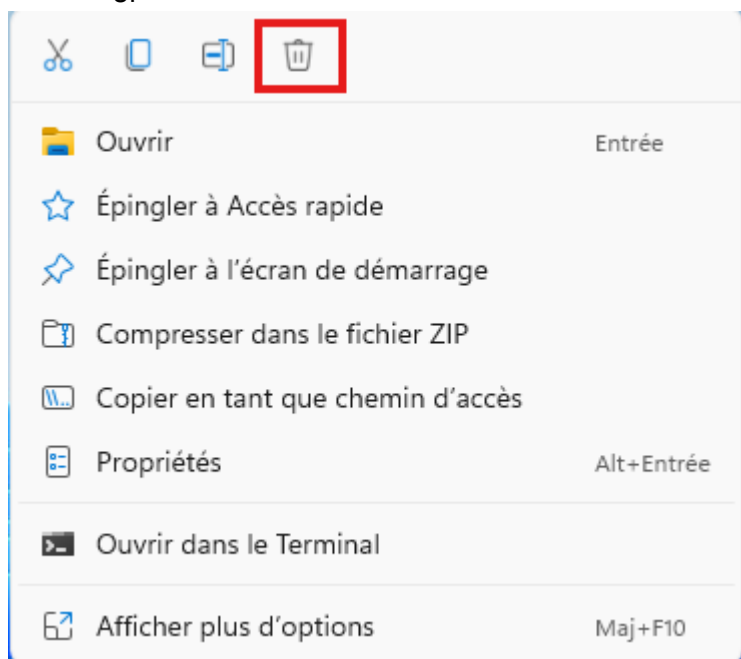 Ouvrir Entrée
Épingler à Accès rapide
Épingler à l'écran de démarrage
Compresser dans le fichier ZIP
Copier en tant que chemin d'accès
Propriétés Alt+Entrée
Ouvrir dans le Terminal
Afficher plus d'options Maj+F10